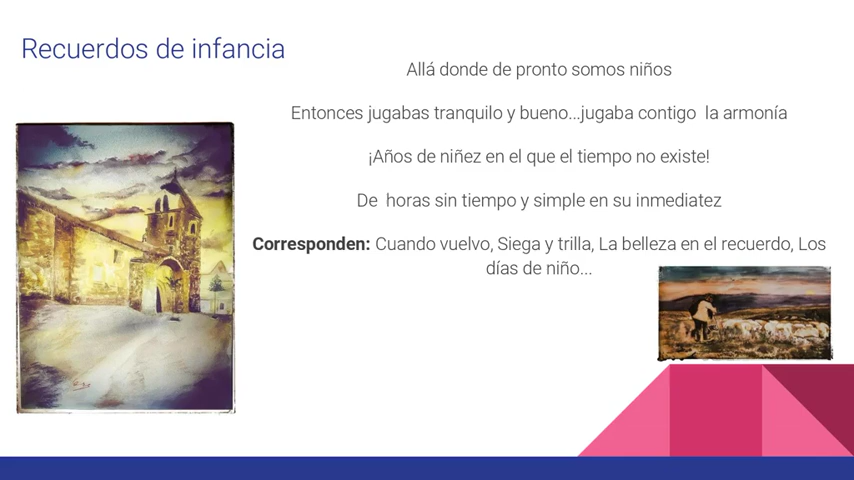 Recuerdos de infancia
Allá donde de pronto somos niños
Entonces jugabas tranquilo y bueno...jugaba contigo la armonía
¡Años de niñez en el que el tiempo no existe!
De horas sin tiempo y simple en su inmediatez
Corresponden: Cuando vuelvo, Siega y trilla, La belleza en el recuerdo, Los
días de niño...